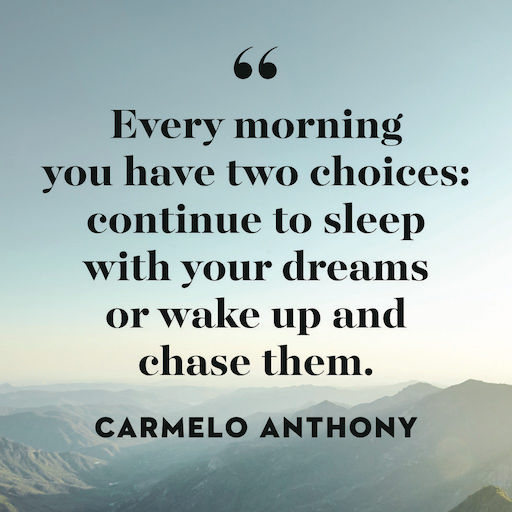 “
Every morning
you have two choices:
continue to sleep
with your dreams
or wake up and
chase them.
CARMELO ANTHONY